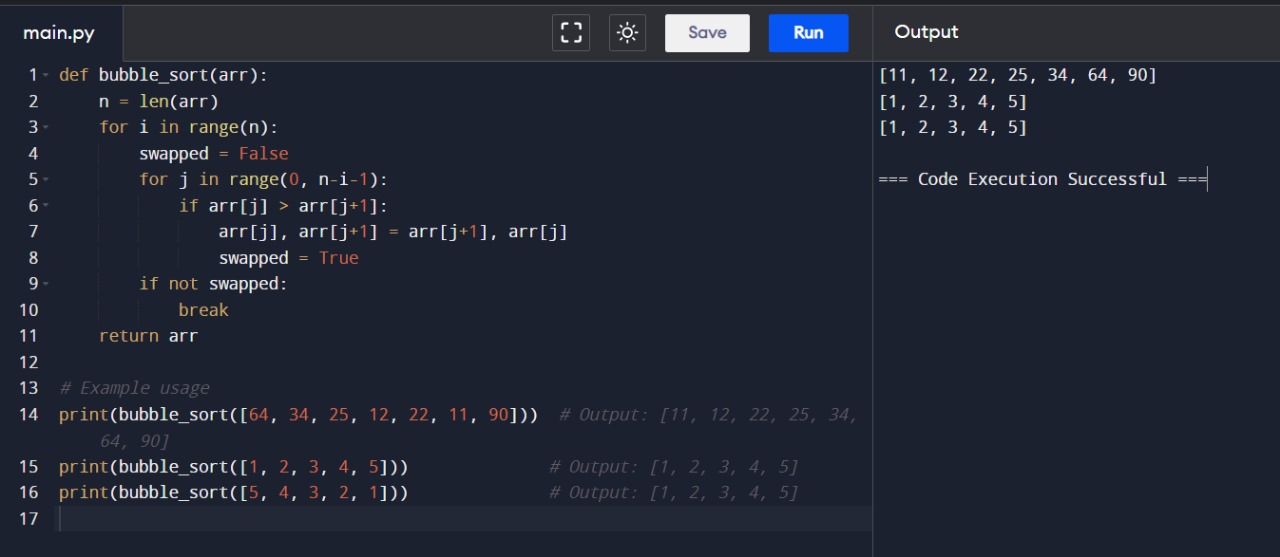 main.py
Save
Run
Output
1 def bubble_sort(arr):
2     n = len(arr)
3     for i in range(n):
4         swapped = False
5         for j in range(0, n-i-1):
6             if arr[j] > arr[j+1]:
7                 arr[j], arr[j+1] = arr[j+1], arr[j]
8                 swapped = True
9         if not swapped:
10             break
11     return arr
12
13 # Example usage
14 print(bubble_sort([64, 34, 25, 12, 22, 11, 90]))  # Output: [11, 12, 22, 25, 34,
64, 90]
15 print(bubble_sort([1, 2, 3, 4, 5]))              # Output: [1, 2, 3, 4, 5]
16 print(bubble_sort([5, 4, 3, 2, 1]))              # Output: [1, 2, 3, 4, 5]
17
[11, 12, 22, 25, 34, 64, 90]
[1, 2, 3, 4, 5]
[1, 2, 3, 4, 5]
=== Code Execution Successful ===